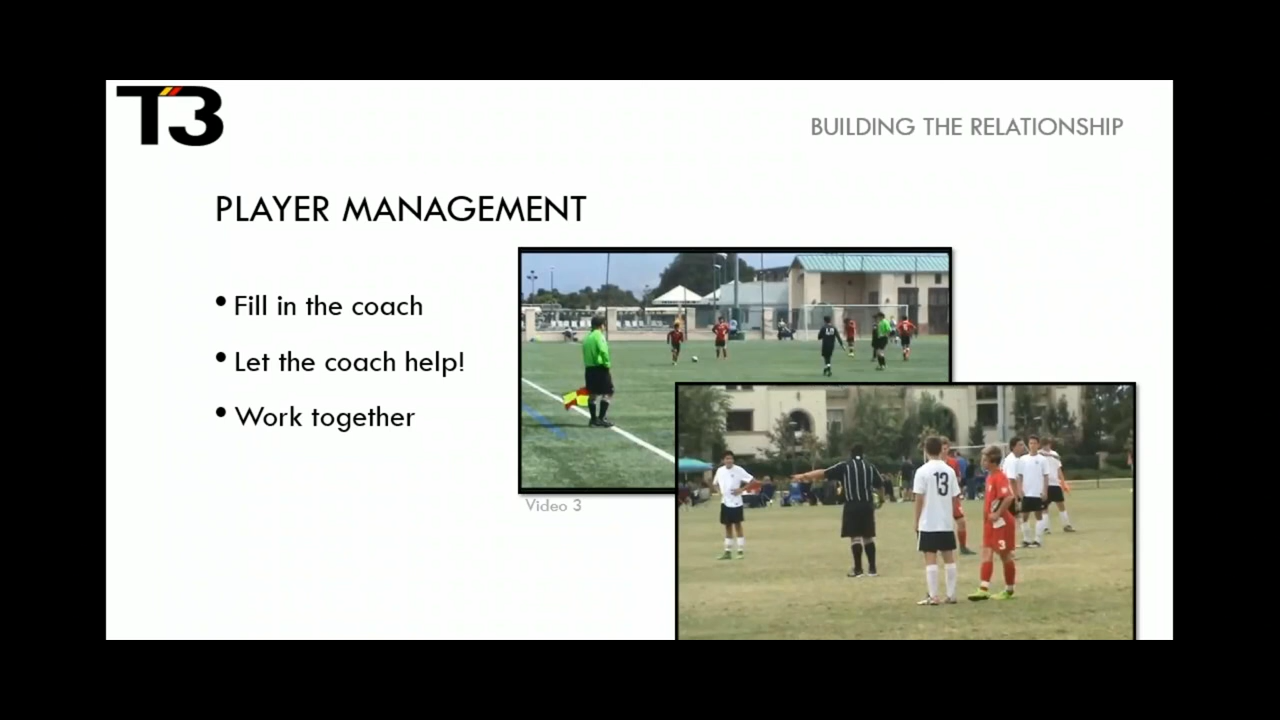 T3
BUILDING THE RELATIONSHIP
PLAYER MANAGEMENT
• Fill in the coach
• Let the coach help!
• Work together
Video 3
13
3